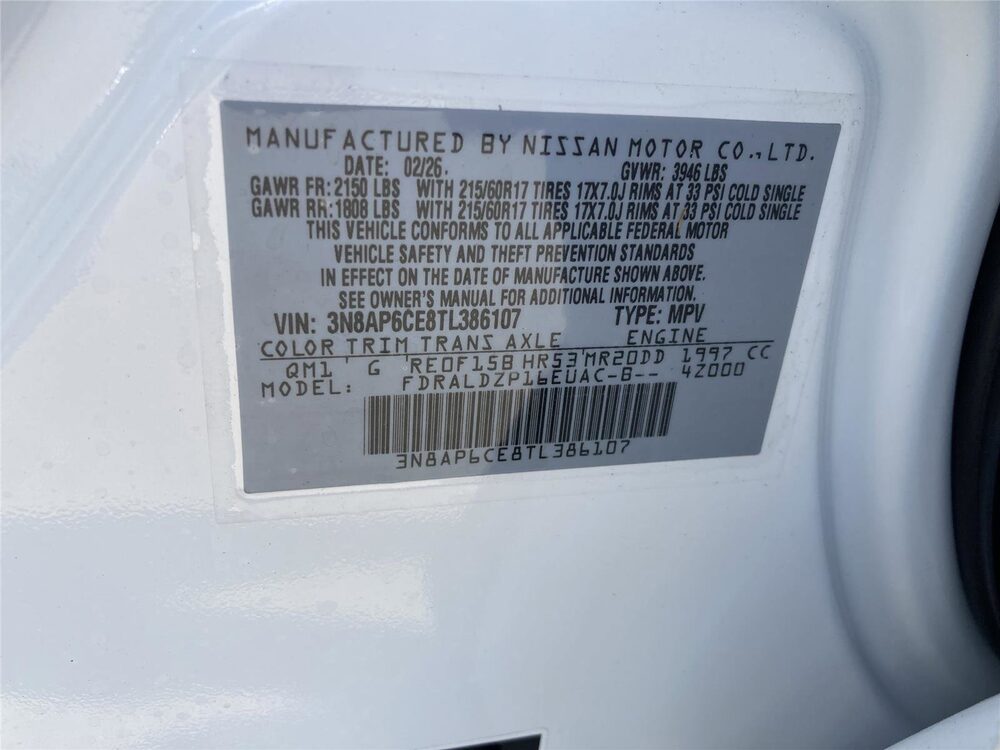 MANUFACTURED BY NISSAN MOTOR CO.,LTD.
DATE: 02/26. GVWR: 3946 LBS
GAWR FR: 2150 LBS WITH 215/60R17 TIRES 17X7.0J RIMS AT 33 PSI COLD SINGLE
GAWR RR: 1808 LBS WITH 215/60R17 TIRES 17X7.0J RIMS AT 33 PSI COLD SINGLE
THIS VEHICLE CONFORMS TO ALL APPLICABLE FEDERAL MOTOR
VEHICLE SAFETY AND THEFT PREVENTION STANDARDS
IN EFFECT ON THE DATE OF MANUFACTURE SHOWN ABOVE.
SEE OWNER'S MANUAL FOR ADDITIONAL INFORMATION.
VIN: 3N8AP6CE8TL386107 TYPE: MPV
COLOR TRIM TRANS AXLE ENGINE
QM1 G RE0F15B HR53 MR20DD 1997 CC
MODEL: FDRALDZP16EUAC-B-- 4Z000
3N8AP6CE8TL386107